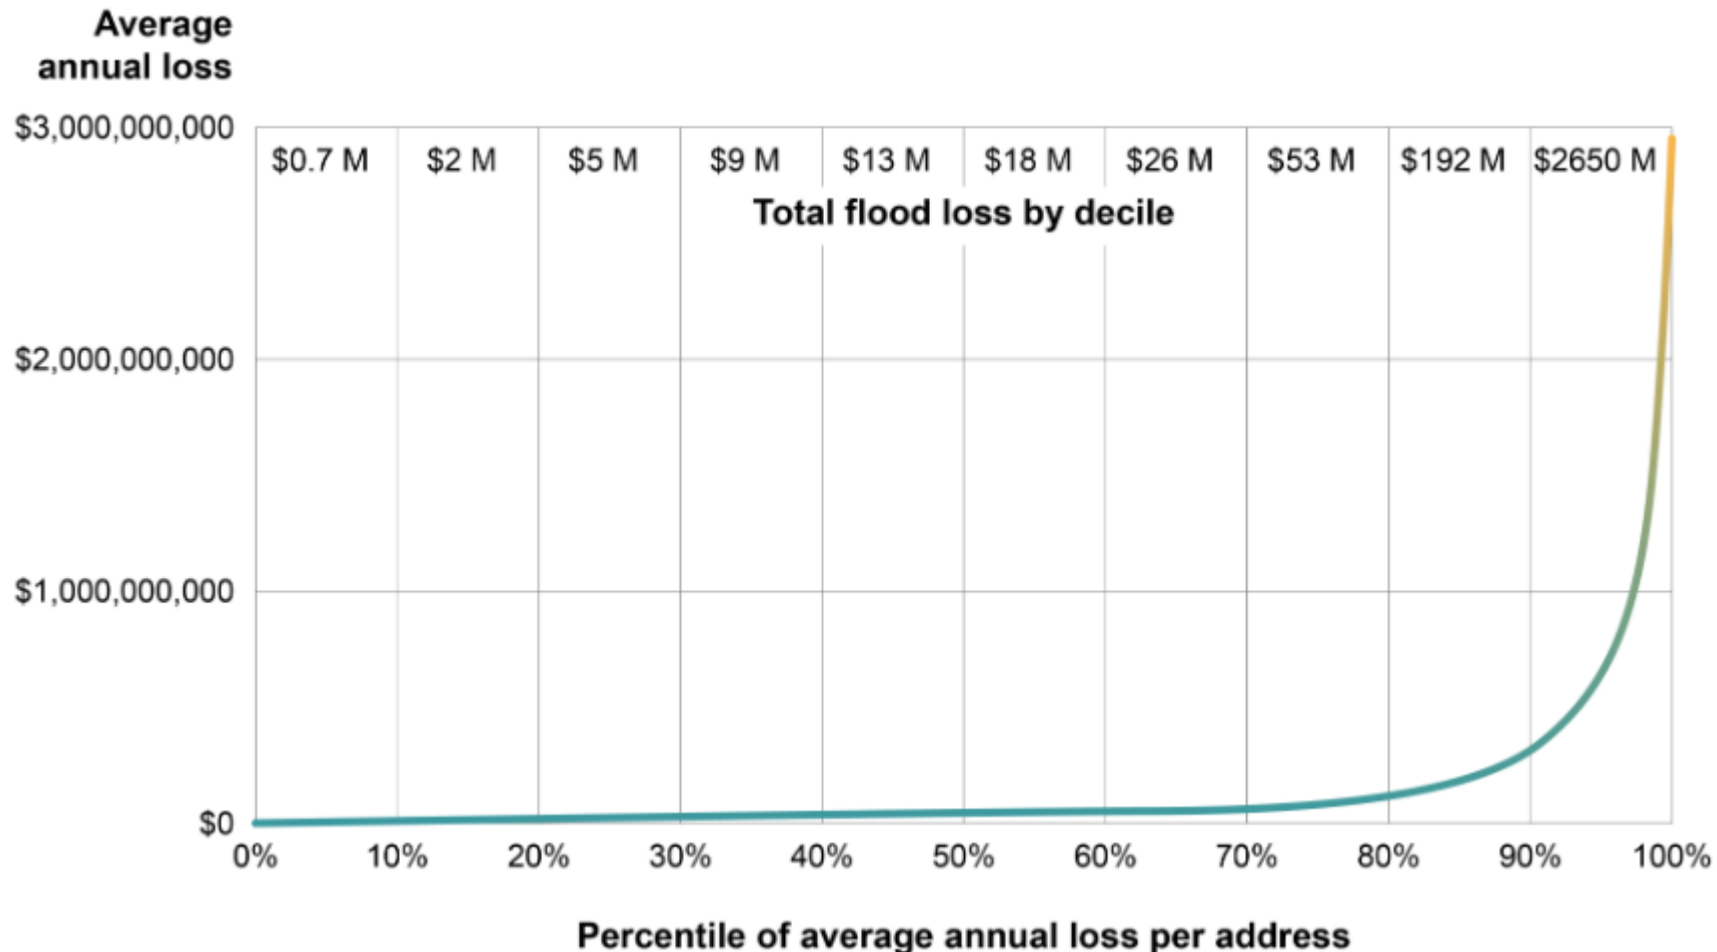 Average
annual loss
$3,000,000,000
$0.7 M $2 M $5 M $9 M $13 M $18 M $26 M $53 M $192 M $2650 M
Total flood loss by decile
$2,000,000,000
$1,000,000,000
$0
0% 10% 20% 30% 40% 50% 60% 70% 80% 90% 100%
Percentile of average annual loss per address